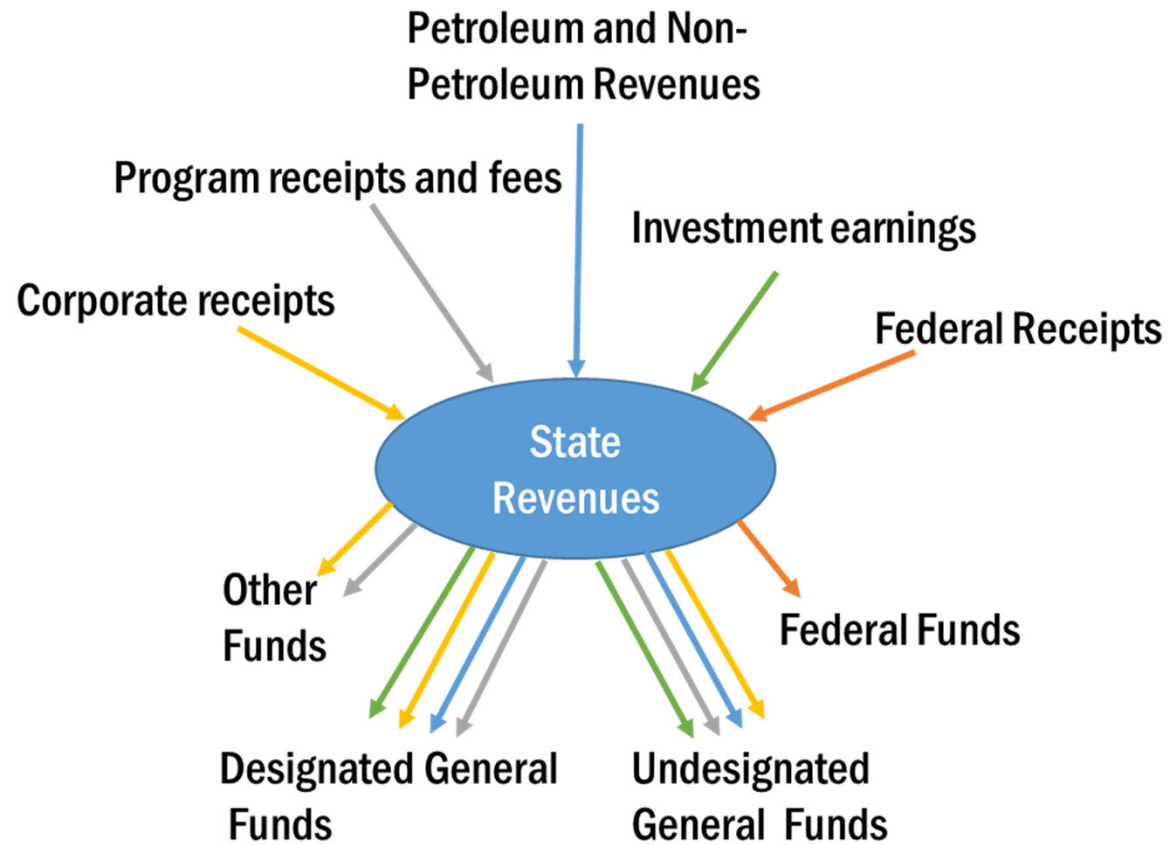 Petroleum and Non-
Petroleum Revenues
Program receipts and fees
Investment earnings
Corporate receipts
Federal Receipts
State
Revenues
Other
Funds
Federal Funds
Designated General
Funds
Undesignated
General Funds